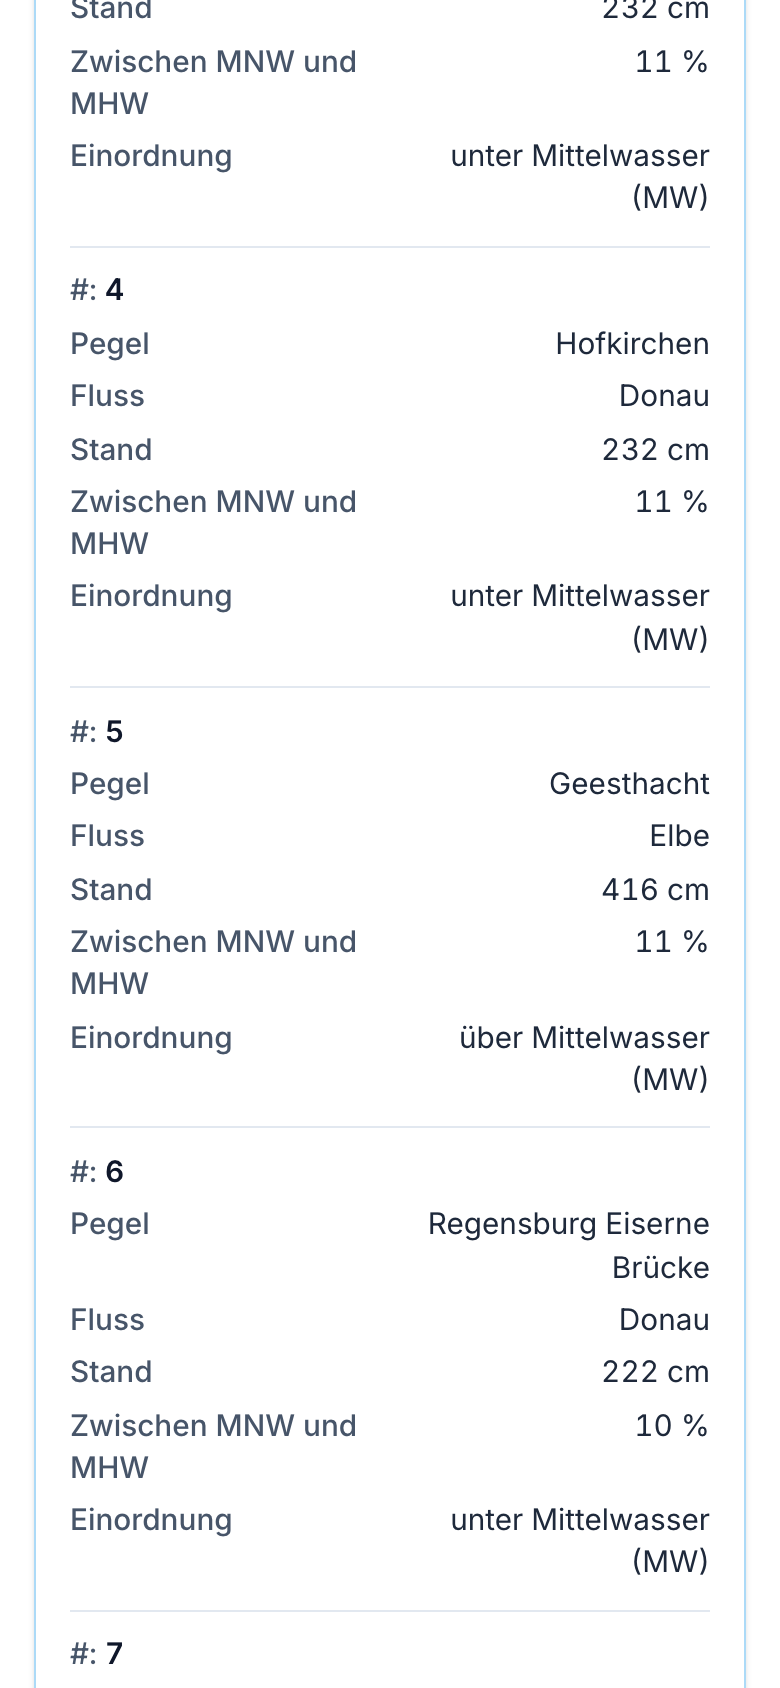 Stand 232 cm
Zwischen MNW und 11 %
MHW
Einordnung unter Mittelwasser
(MW)
#: 4
Pegel Hofkirchen
Fluss Donau
Stand 232 cm
Zwischen MNW und 11 %
MHW
Einordnung unter Mittelwasser
(MW)
#: 5
Pegel Geesthacht
Fluss Elbe
Stand 416 cm
Zwischen MNW und 11 %
MHW
Einordnung über Mittelwasser
(MW)
#: 6
Pegel Regensburg Eiserne
Brücke
Fluss Donau
Stand 222 cm
Zwischen MNW und 10 %
MHW
Einordnung unter Mittelwasser
(MW)
#: 7